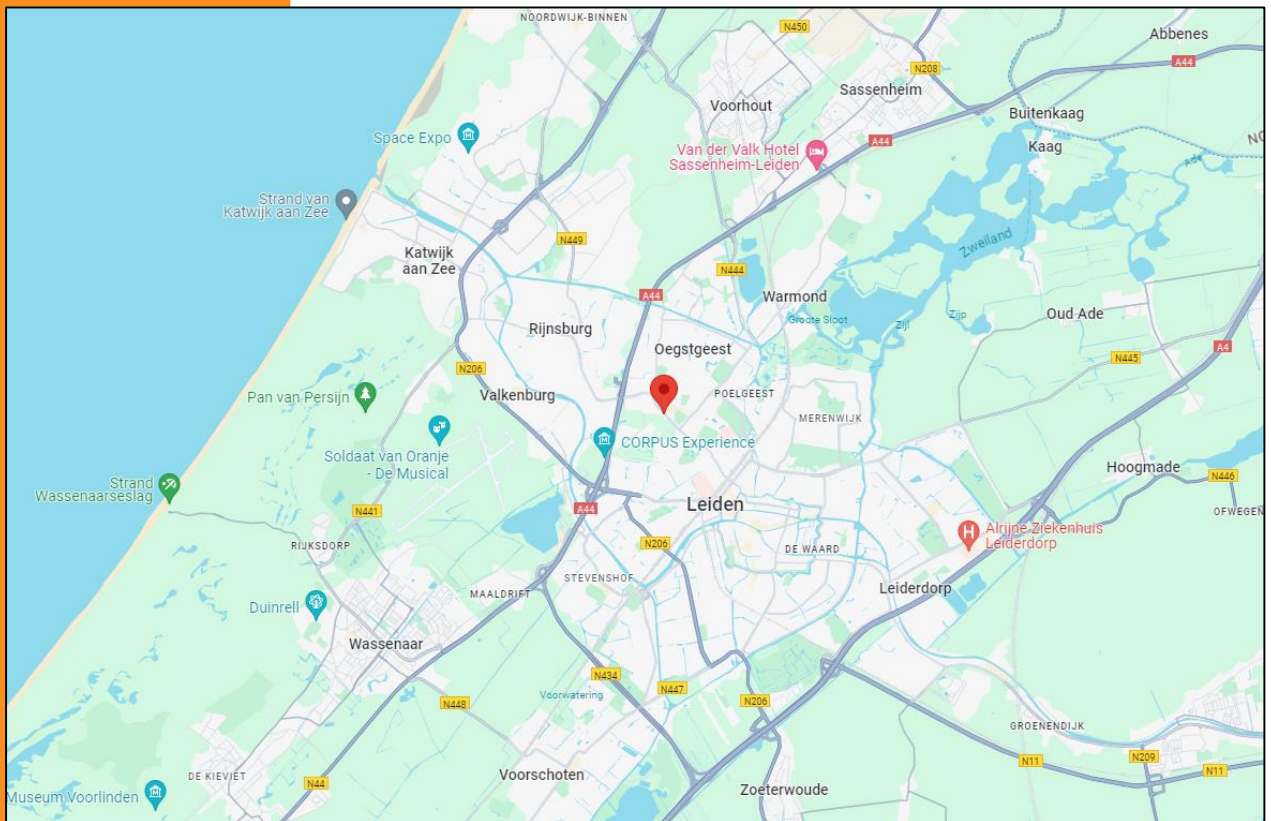 NOORDWIJK-BINNEN
N450
Abbenes
A44
N208
Sassenheim
Voorhout
Buitenkaag
Kaag
Space Expo
Van der Valk Hotel
Sassenheim-Leiden
A44
Ade
Strand van
Katwijk aan Zee
N449
Katwijk
aan Zee
Zweiland
N444
A44
Warmond
Groote Sloot
Zijl
Zijp
Oud Ade
Rijnsburg
Oegstgeest
A4
N445
N206
Pan van Persijn
Valkenburg
POELGEEST
MERENWIJK
CORPUS Experience
Soldaat van Oranje
- De Musical
Hoogmade
N446
Strand
Wassenaarseslag
N441
A44
Leiden
OFWEGEN
Alrijne Ziekenhuis
Leiderdorp
RIJKSDORP
N206
DE WAARD
STEVENSHOF
MAALDRIFT
Leiderdorp
Duinrell
Wassenaar
N434
Voorwatering
N447
N448
N206
GROENENDIJK
N209
N11
N11
DE KIEVIET
N44
Voorschoten
Zoeterwoude
Museum Voorlinden